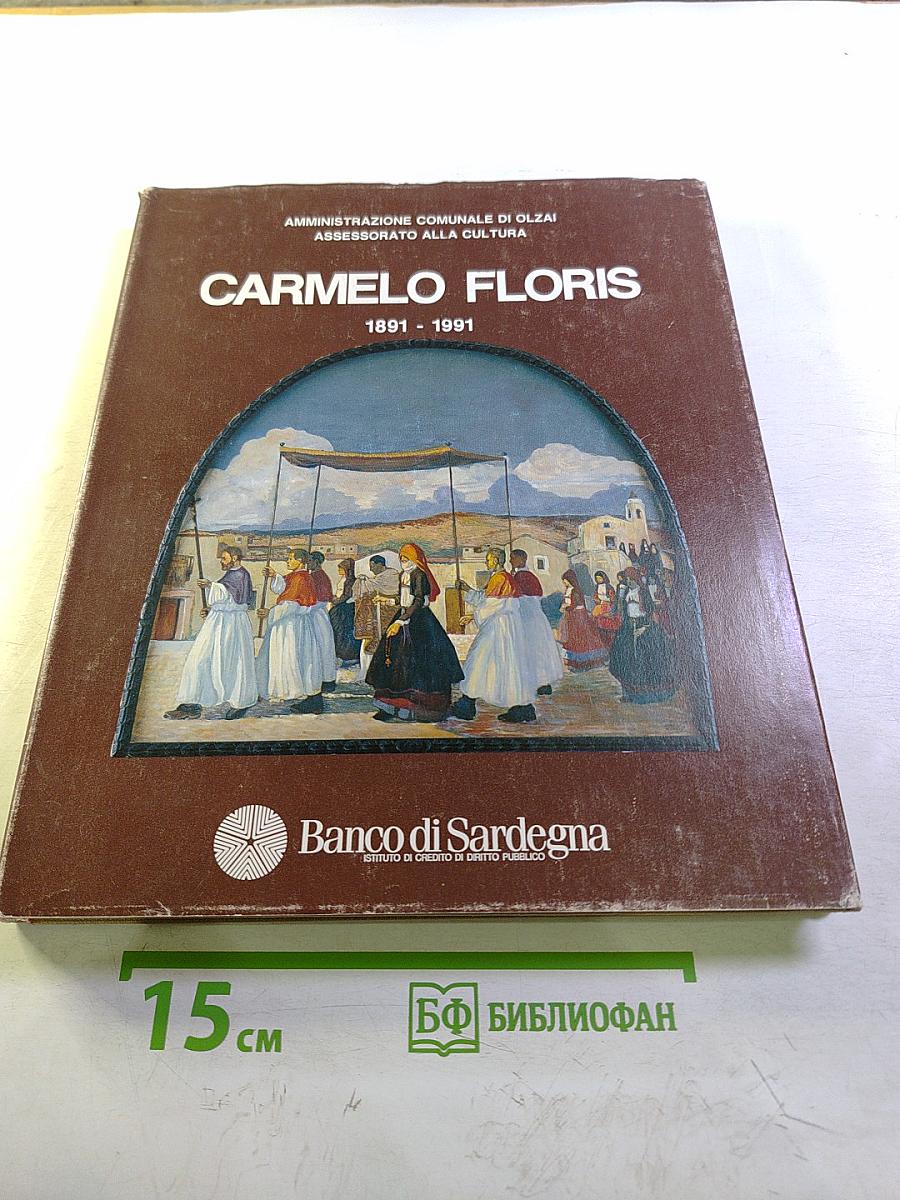 AMMINISTRAZIONE COMUNALE DI OLZAI
ASSESSORATO ALLA CULTURA
CARMELO FLORIS
1891 - 1991
Banco di Sardegna
ISTITUTO DI CREDITO DI DIRITTO PUBBLICO
15 см
БФ БИБЛИОФАН